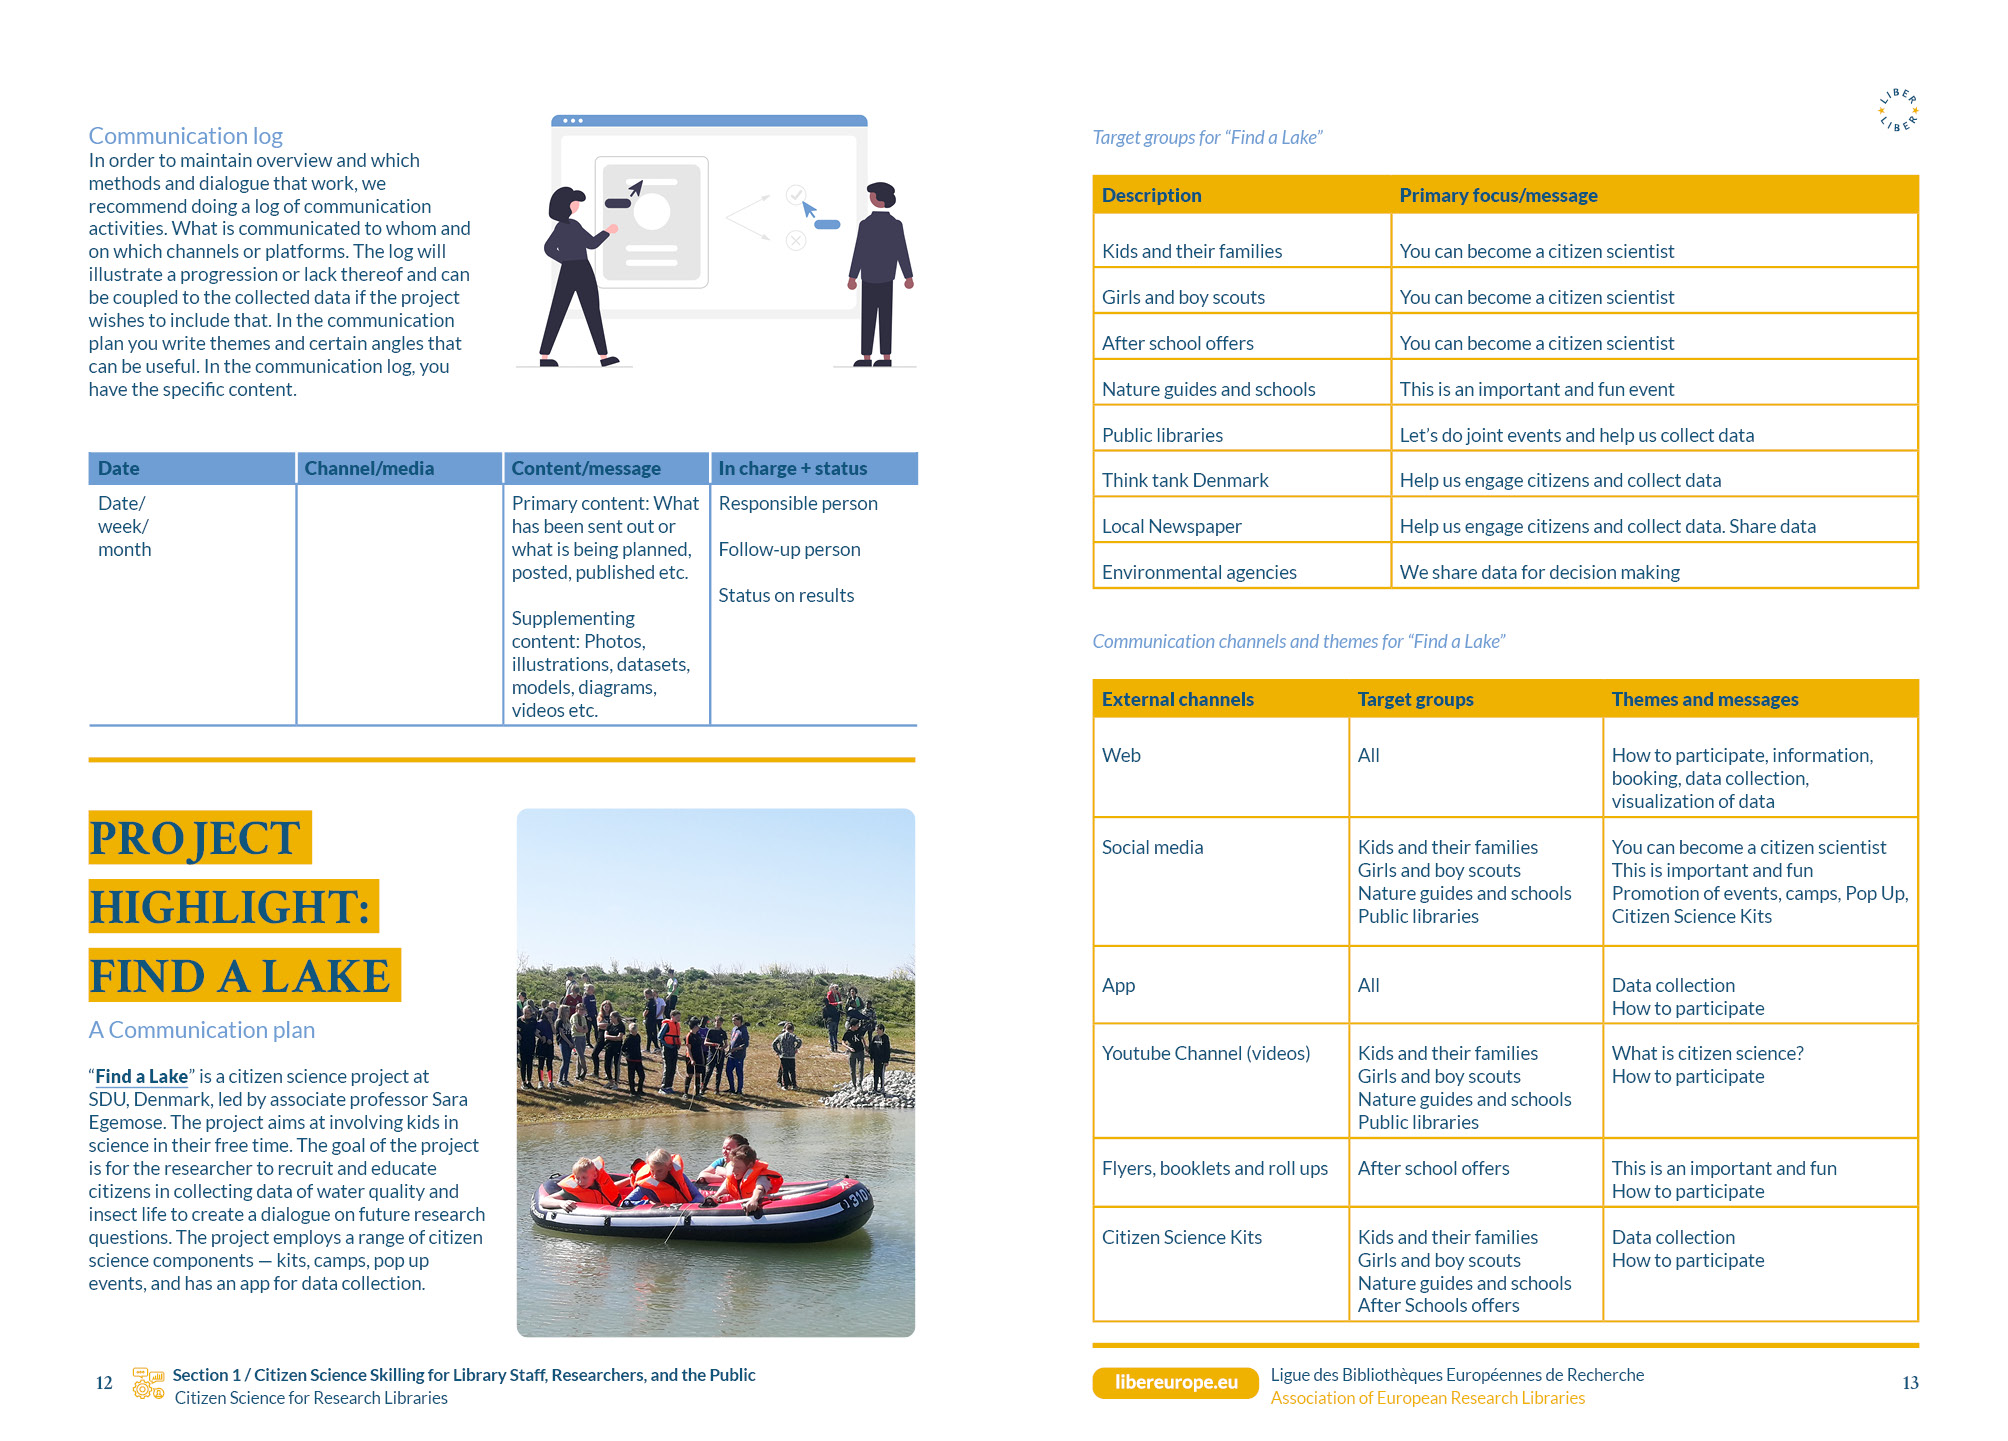 Communication log
In order to maintain overview and which
methods and dialogue that work, we
recommend doing a log of communication
activities. What is communicated to whom and
on which channels or platforms. The log will
illustrate a progression or lack thereof and can
be coupled to the collected data if the project
wishes to include that. In the communication
plan you write themes and certain angles that
can be useful. In the communication log, you
have the specific content.
Date
Channel/media
Content/message
In charge + status
Date/
week/
month
Primary content: What
has been sent out or
what is being planned,
posted, published etc.
Supplementing
content: Photos,
illustrations, datasets,
models, diagrams,
videos etc.
Responsible person
Follow-up person
Status on results
PROJECT
HIGHLIGHT:
FIND A LAKE
A Communication plan
“Find a Lake” is a citizen science project at
SDU, Denmark, led by associate professor Sara
Egemose. The project aims at involving kids in
science in their free time. The goal of the project
is for the researcher to recruit and educate
citizens in collecting data of water quality and
insect life to create a dialogue on future research
questions. The project employs a range of citizen
science components — kits, camps, pop up
events, and has an app for data collection.
310
12
Section 1 / Citizen Science Skilling for Library Staff, Researchers, and the Public
Citizen Science for Research Libraries
LIBER
LIBER
Target groups for “Find a Lake”
Description
Primary focus/message
Kids and their families
You can become a citizen scientist
Girls and boy scouts
You can become a citizen scientist
After school offers
You can become a citizen scientist
Nature guides and schools
This is an important and fun event
Public libraries
Let’s do joint events and help us collect data
Think tank Denmark
Help us engage citizens and collect data
Local Newspaper
Help us engage citizens and collect data. Share data
Environmental agencies
We share data for decision making
Communication channels and themes for “Find a Lake”
External channels
Target groups
Themes and messages
Web
All
How to participate, information,
booking, data collection,
visualization of data
Social media
Kids and their families
Girls and boy scouts
Nature guides and schools
Public libraries
You can become a citizen scientist
This is important and fun
Promotion of events, camps, Pop Up,
Citizen Science Kits
App
All
Data collection
How to participate
Youtube Channel (videos)
Kids and their families
Girls and boy scouts
Nature guides and schools
Public libraries
What is citizen science?
How to participate
Flyers, booklets and roll ups
After school offers
This is an important and fun
How to participate
Citizen Science Kits
Kids and their families
Girls and boy scouts
Nature guides and schools
After Schools offers
Data collection
How to participate
libereurope.eu
Ligue des Bibliothèques Européennes de Recherche
Association of European Research Libraries
13